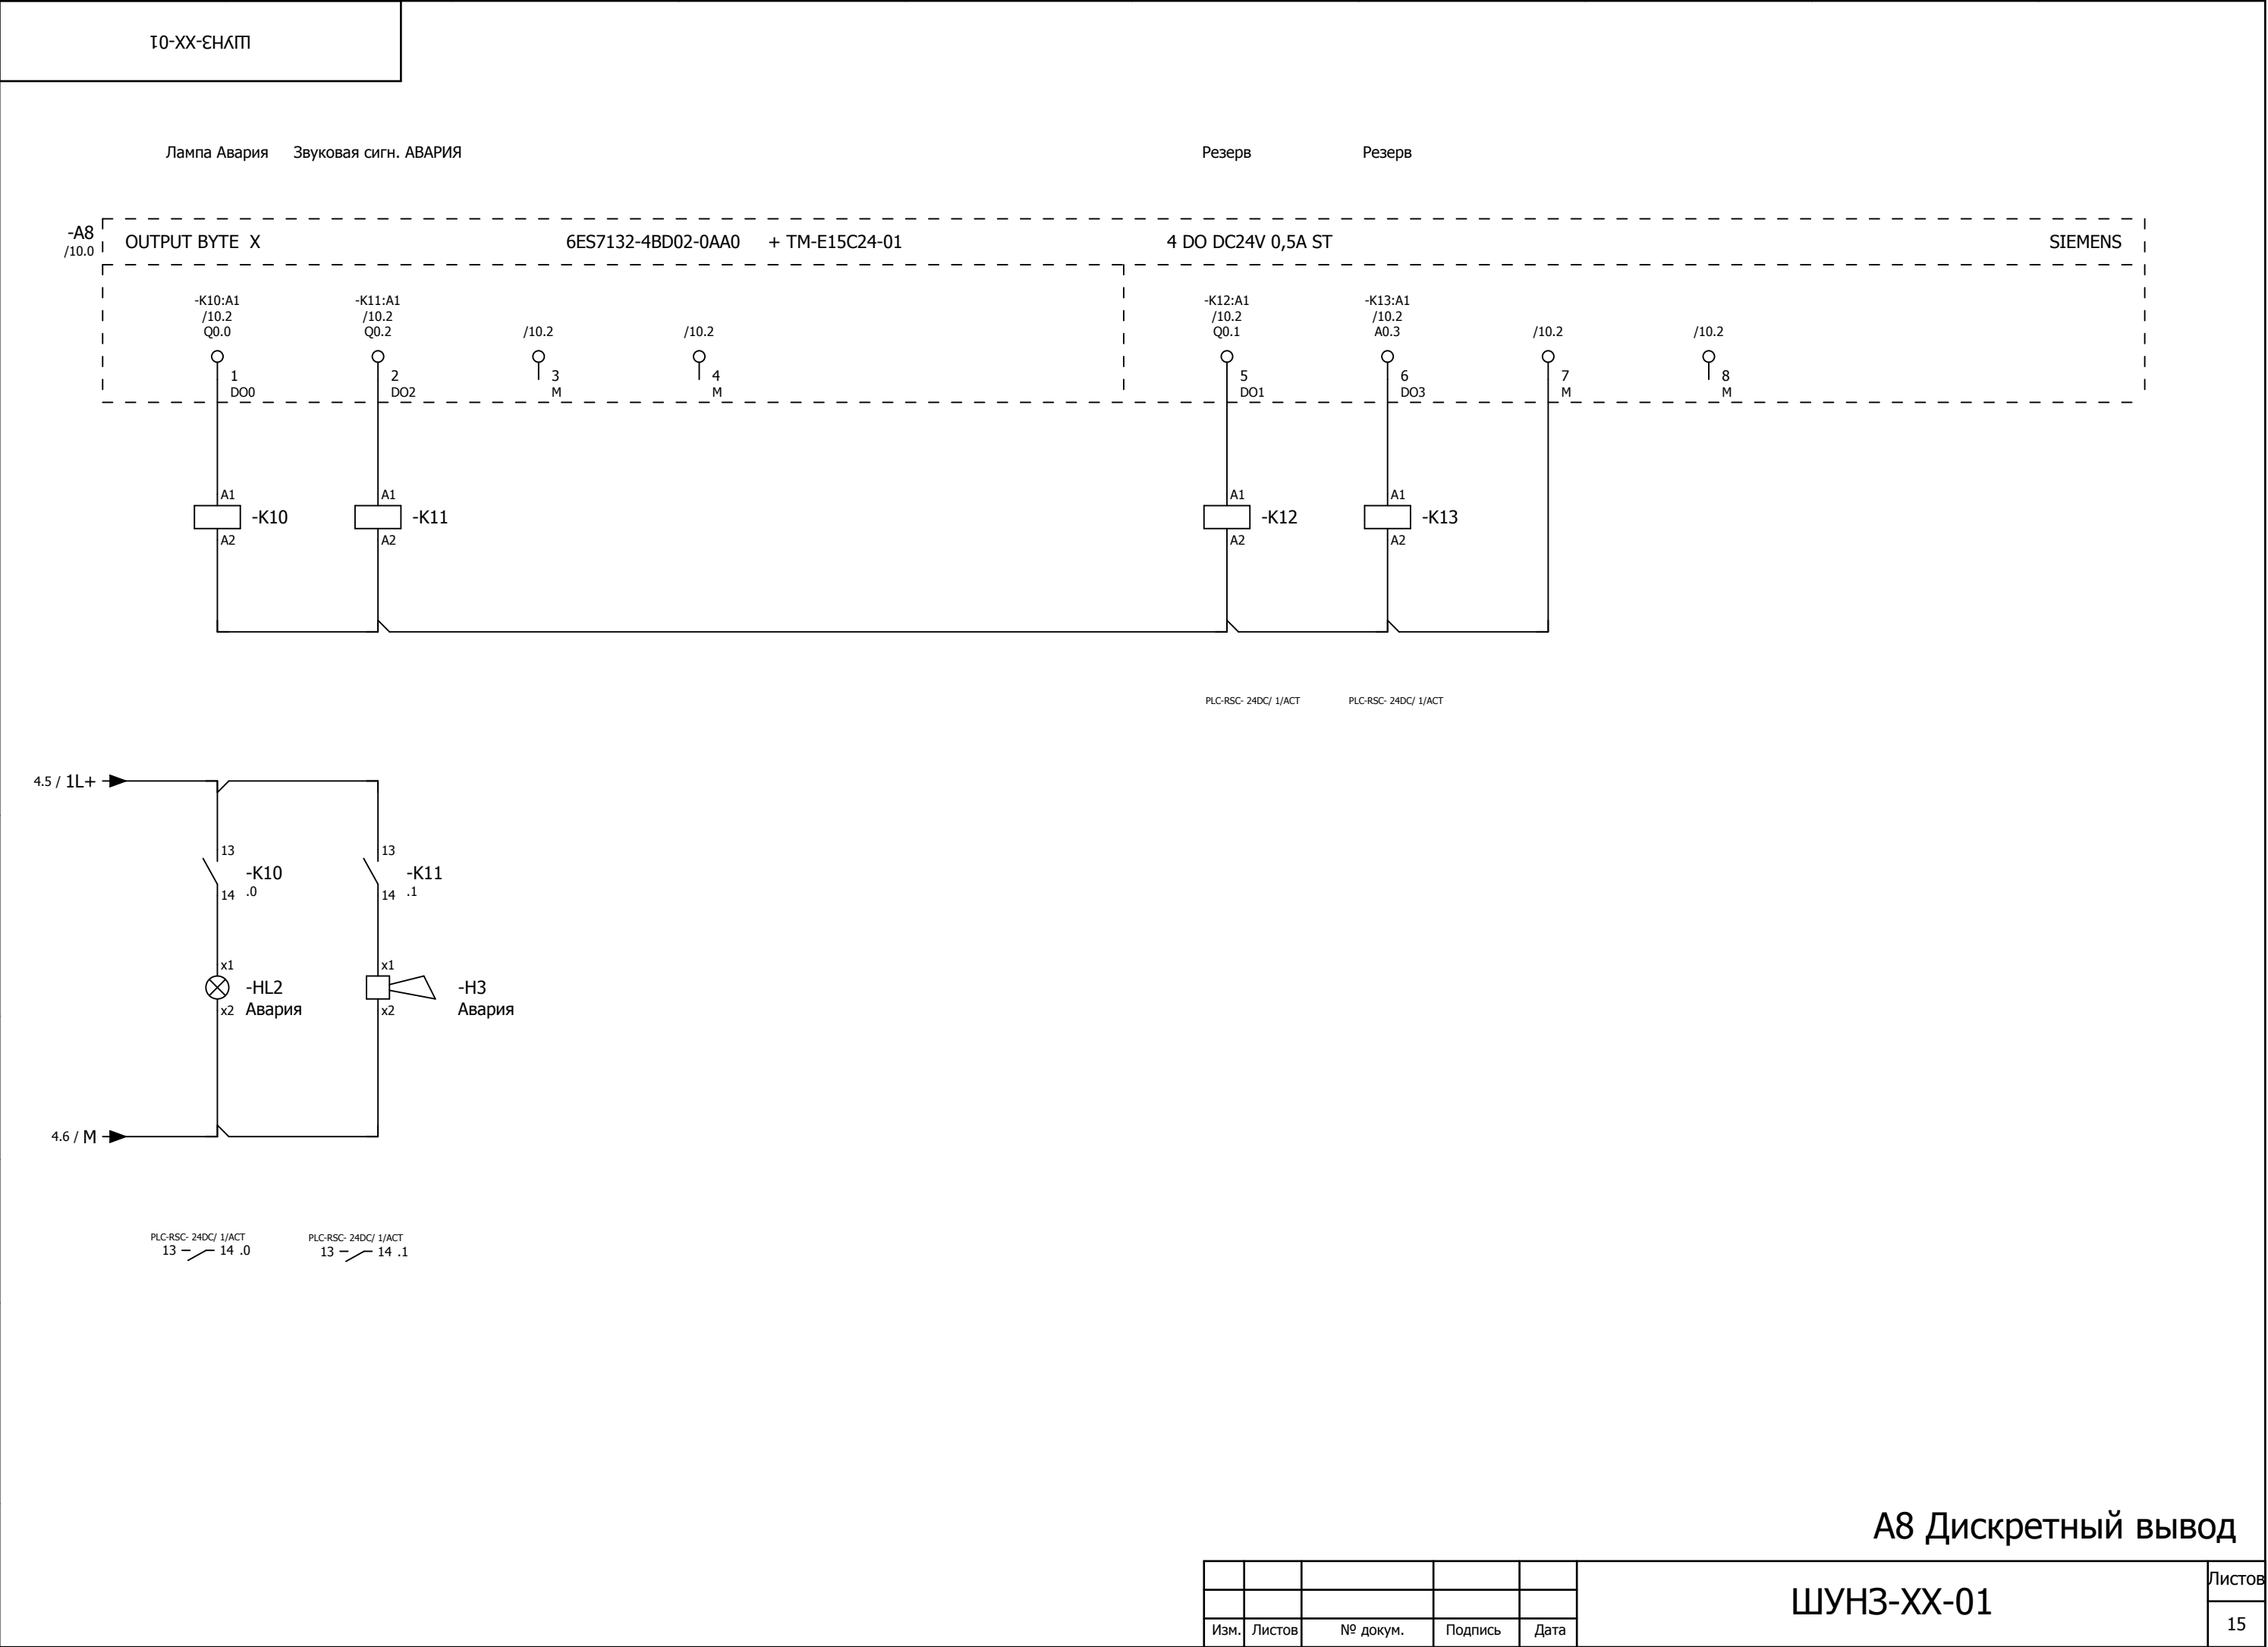 ШУНЗ-ХХ-01
Лампа Авария Звуковая сигн. АВАРИЯ Резерв Резерв
-A8
/10.0
OUTPUT BYTE X 6ES7132-4BD02-0AA0 + TM-E15C24-01 4 DO DC24V 0,5A ST SIEMENS
-K10:A1 -K11:A1 -K12:A1 -K13:A1
/10.2 /10.2 /10.2 /10.2
Q0.0 Q0.2 /10.2 /10.2 Q0.1 A0.3 /10.2 /10.2
1 2 3 4 5 6 7 8
DO0 DO2 M M DO1 DO3 M M
A1 A1 A1 A1
-K10 -K11 -K12 -K13
A2 A2 A2 A2
PLC-RSC- 24DC/ 1/ACT PLC-RSC- 24DC/ 1/ACT
4.5 / 1L+
13 13
-K10 -K11
14 .0 14 .1
x1 x1
-HL2 -H3
x2 Авария x2 Авария
4.6 / M
PLC-RSC- 24DC/ 1/ACT PLC-RSC- 24DC/ 1/ACT
13 14 .0 13 14 .1
А8 Дискретный вывод
ШУНЗ-ХХ-01
Листов
15
Изм. Листов № докум. Подпись Дата